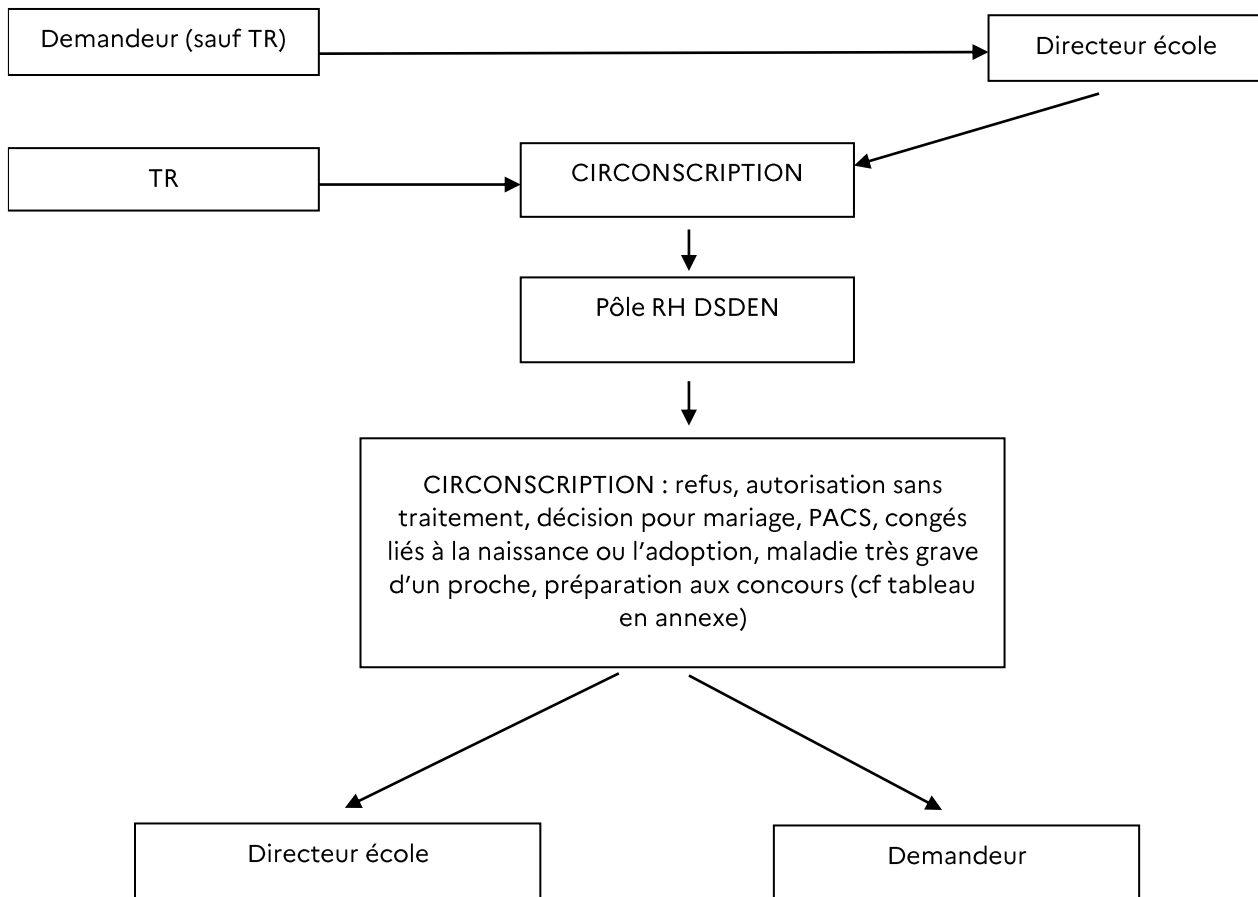 Demandeur (sauf TR)
Directeur école
TR
CIRCONSCRIPTION
Pôle RH DSDEN
CIRCONSCRIPTION : refus, autorisation sans
traitement, décision pour mariage, PACS, congés
liés à la naissance ou l’adoption, maladie très grave
d’un proche, préparation aux concours (cf tableau
en annexe)
Directeur école
Demandeur